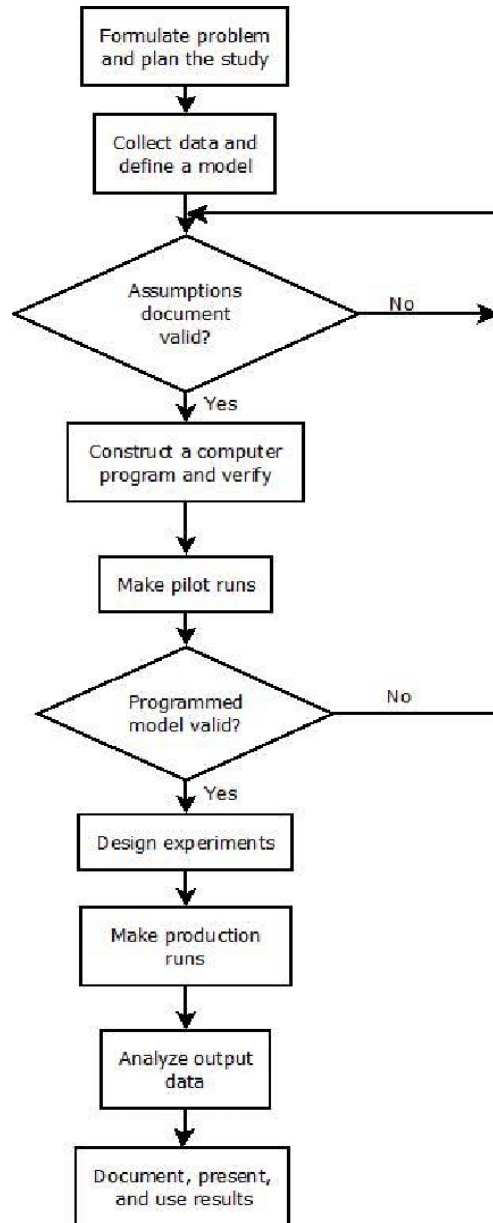 Formulate problem
and plan the study
Collect data and
define a model
Assumptions
document
valid?
No
Yes
Construct a computer
program and verify
Make pilot runs
Programmed
model valid?
No
Yes
Design experiments
Make production
runs
Analyze output
data
Document, present,
and use results